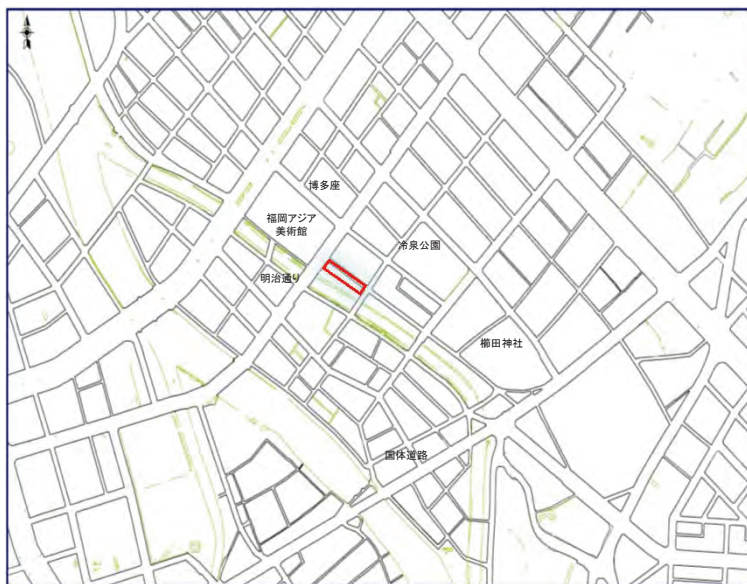 博多座
福岡アジア
美術館
冷泉公園
明治通り
櫛田神社
国体道路